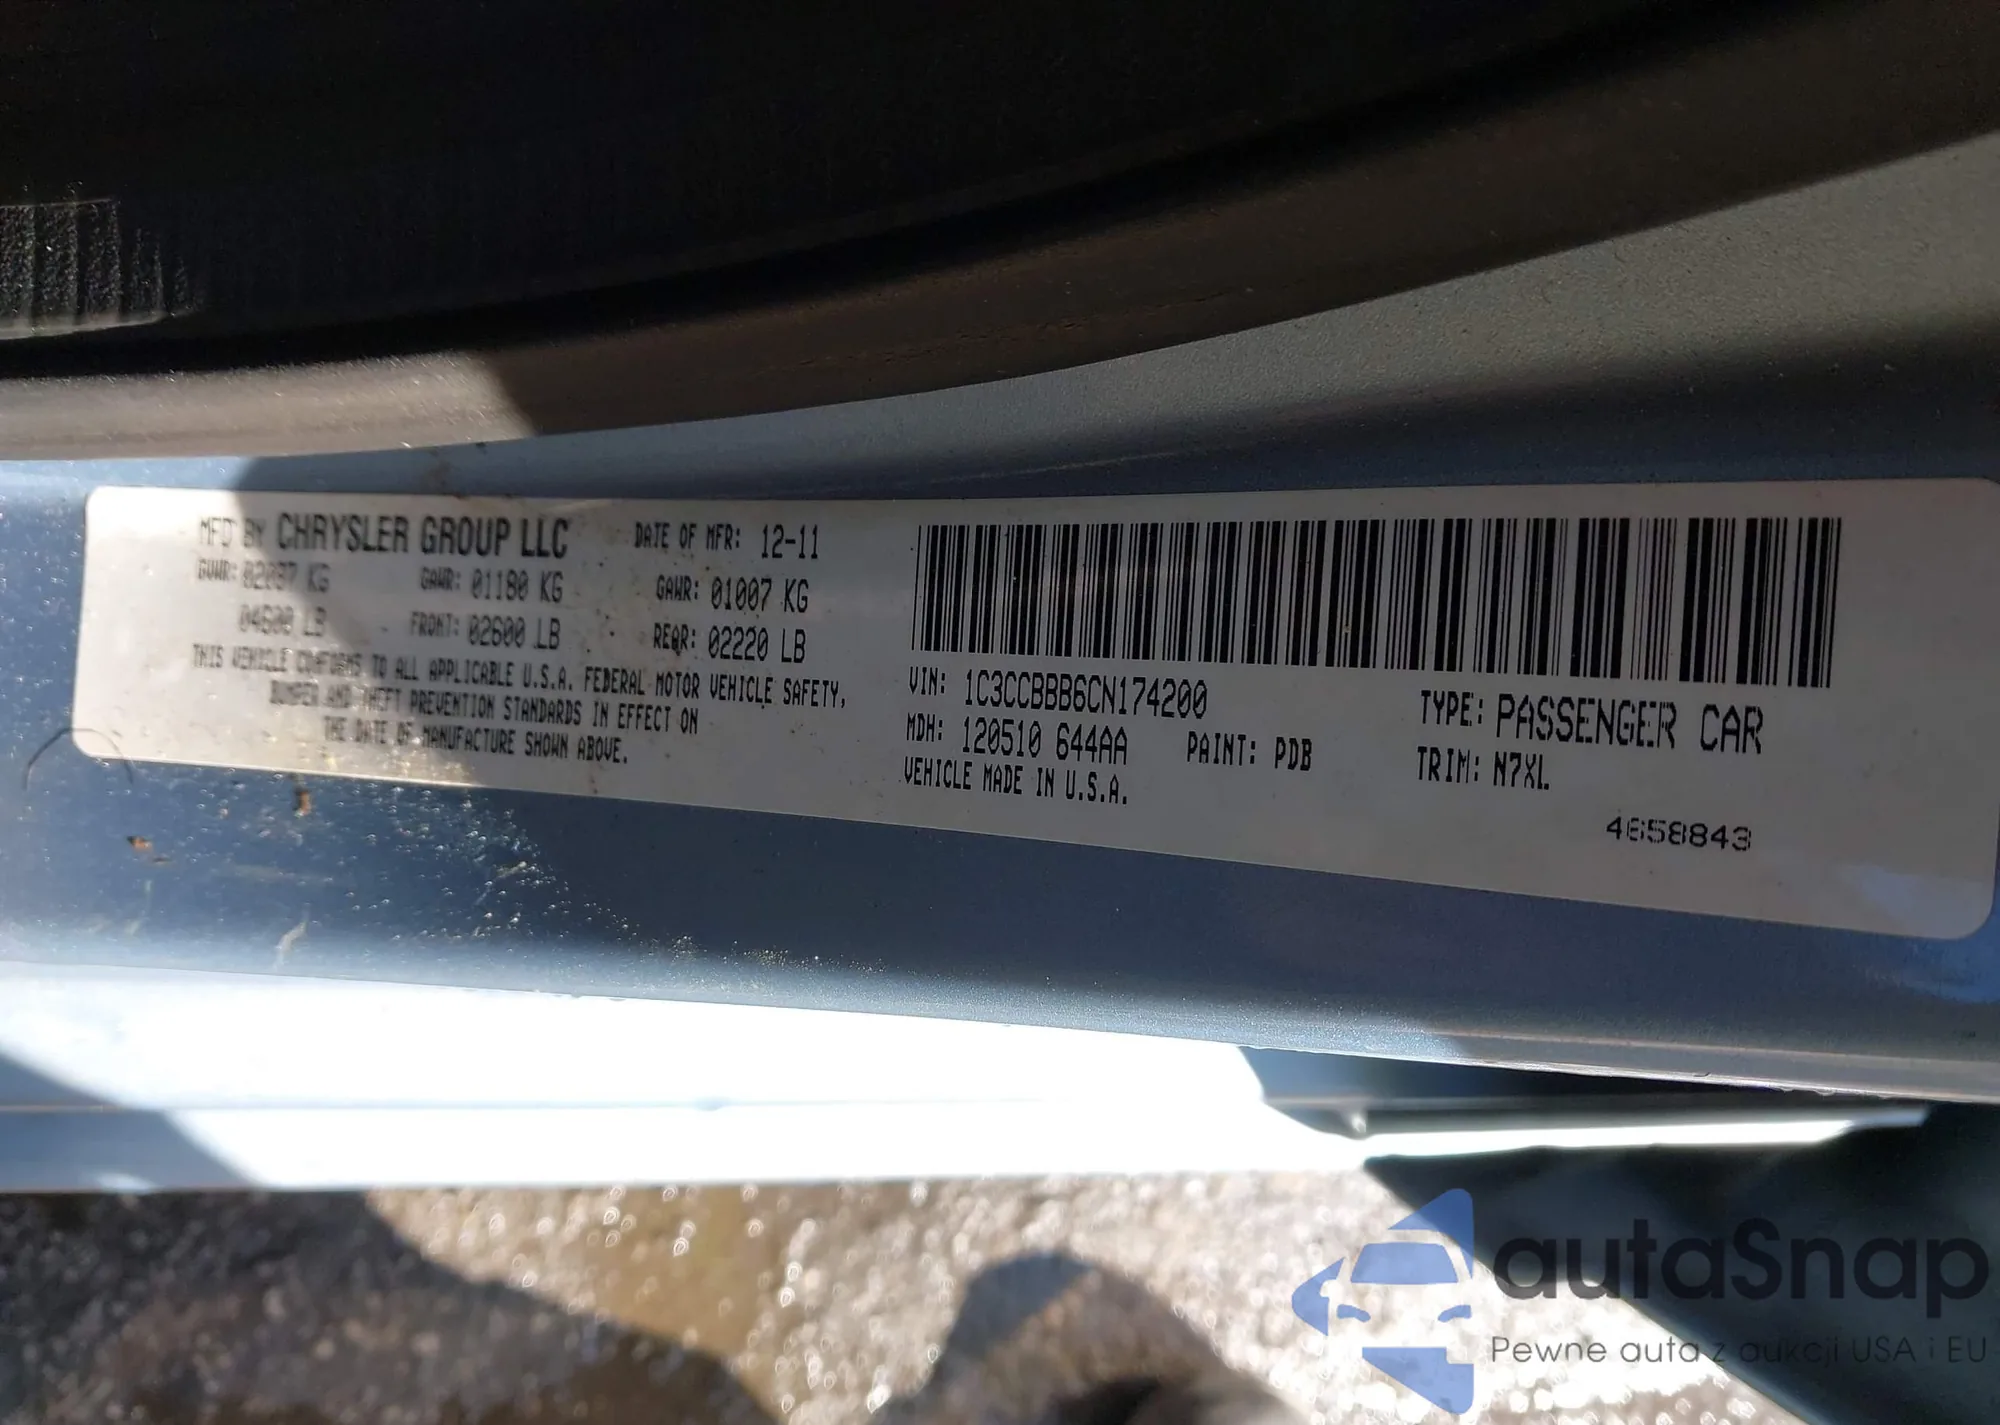 MFD BY CHRYSLER GROUP LLC DATE OF MFR: 12-11
GVWR: 02087 KG GAWR: 01180 KG GAWR: 01007 KG
04600 LB FRONT: 02600 LB REAR: 02220 LB
THIS VEHICLE CONFORMS TO ALL APPLICABLE U.S.A. FEDERAL MOTOR VEHICLE SAFETY,
BUMPER AND THEFT PREVENTION STANDARDS IN EFFECT ON
THE DATE OF MANUFACTURE SHOWN ABOVE.
VIN: 1C3CCBBB6CN174200 TYPE: PASSENGER CAR
MDH: 120510 644AA PAINT: PDB TRIM: N7XL
VEHICLE MADE IN U.S.A.
4658843
autaSnap
Pewne auta z aukcji USA i EU